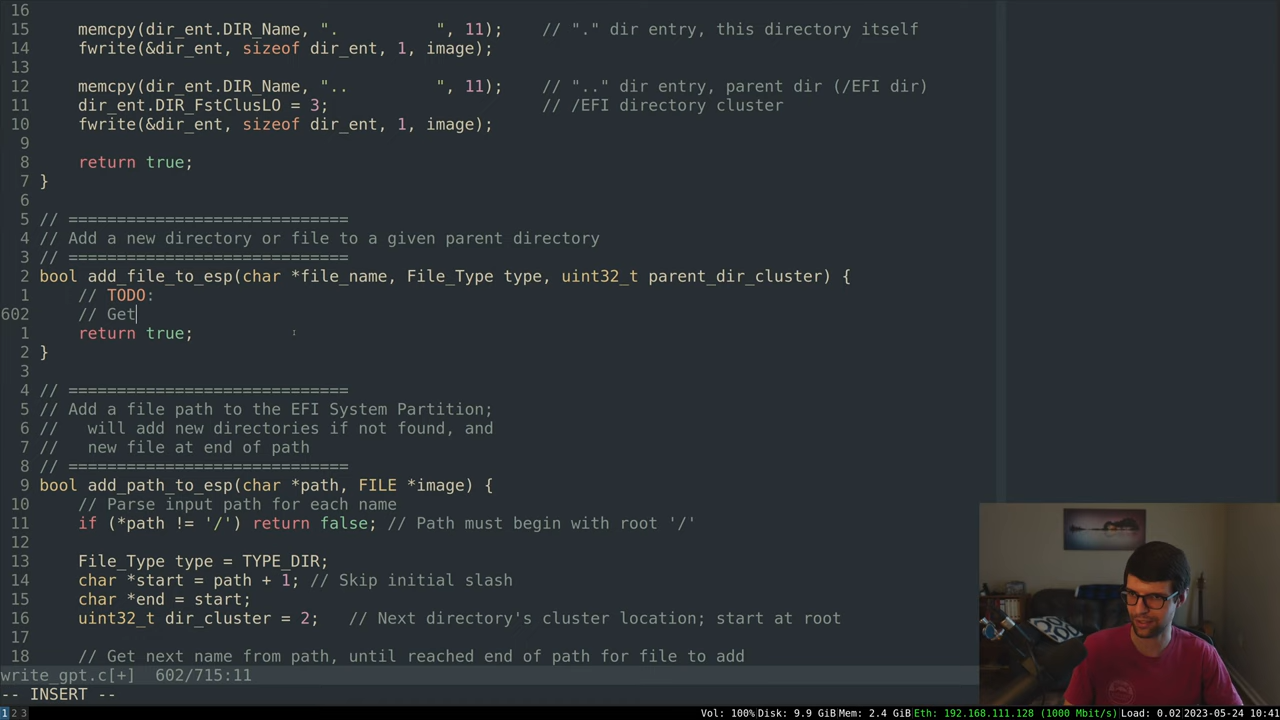 16
15     memcpy(dir_ent.DIR_Name, ".          ", 11);    // "." dir entry, this directory itself
14     fwrite(&dir_ent, sizeof dir_ent, 1, image);
13
12     memcpy(dir_ent.DIR_Name, "..         ", 11);    // ".." dir entry, parent dir (/EFI dir)
11     dir_ent.DIR_FstClusLO = 3;                      // /EFI directory cluster
10     fwrite(&dir_ent, sizeof dir_ent, 1, image);
9
8     return true;
7 }
6
5 // =============================
4 // Add a new directory or file to a given parent directory
3 // =============================
2 bool add_file_to_esp(char *file_name, File_Type type, uint32_t parent_dir_cluster) {
1     // TODO:
602     // Get
1     return true;
2 }
3
4 // =============================
5 // Add a file path to the EFI System Partition;
6 //   will add new directories if not found, and
7 //   new file at end of path
8 // =============================
9 bool add_path_to_esp(char *path, FILE *image) {
10     // Parse input path for each name
11     if (*path != '/') return false; // Path must begin with root '/'
12
13     File_Type type = TYPE_DIR;
14     char *start = path + 1; // Skip initial slash
15     char *end = start;
16     uint32_t dir_cluster = 2;   // Next directory's cluster location; start at root
17
18     // Get next name from path, until reached end of path for file to add
write_gpt.c[+]  602/715:11
-- INSERT --
1 2 3 Vol: 100% Disk: 9.9 GiB Mem: 2.4 GiB Eth: 192.168.111.128 (1000 Mbit/s) Load: 0.02 2023-05-24 10:41